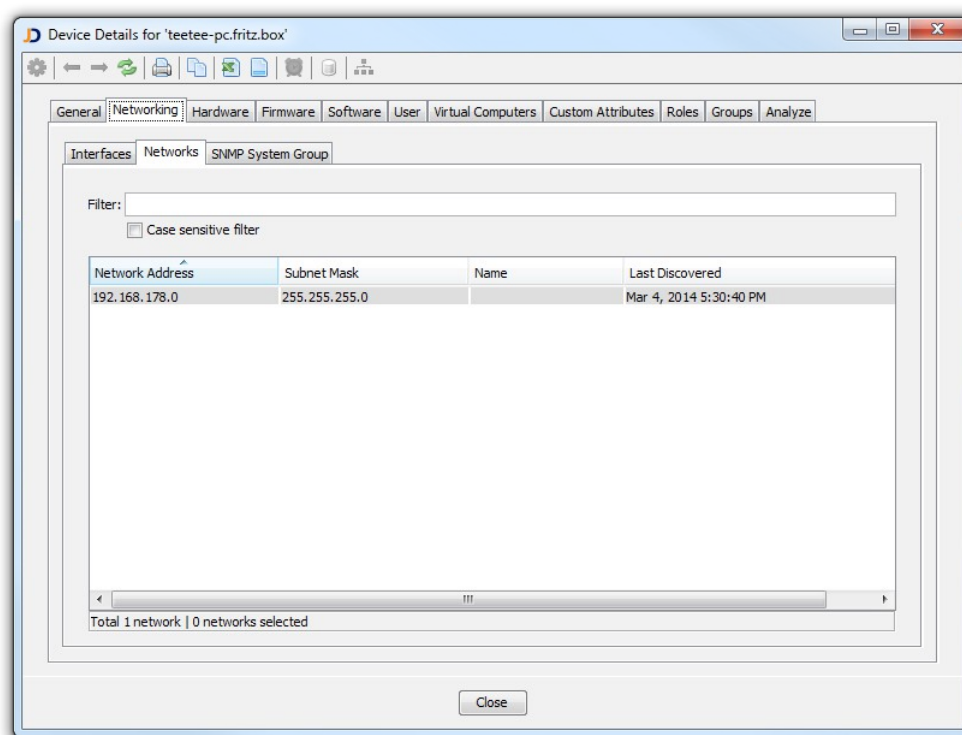 Device Details for 'teetee-pc.fritz.box'
General Networking Hardware Firmware Software User Virtual Computers Custom Attributes Roles Groups Analyze
Interfaces Networks SNMP System Group
Filter:
Case sensitive filter
Network Address Subnet Mask Name Last Discovered
192.168.178.0 255.255.255.0 Mar 4, 2014 5:30:40 PM
Total 1 network | 0 networks selected
Close